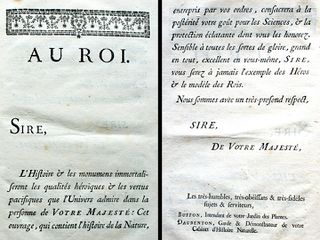 AU ROI.
SIRE,
L'Histoire & les monumens immortali-
seront les qualités héroïques & les vertus
pacifiques que l'Univers admire dans la
personne de VOTRE MAJESTÉ: Cet
ouvrage, qui contient l'histoire de la Nature,
entrepris par vos ordres, consacrera à la
postérité votre goût pour les Sciences, & la
protection éclatante dont vous les honorez.
Sensible à toutes les sortes de gloire, grand
en tout, excellent en vous-même, SIRE,
vous serez à jamais l'exemple des Héros
& le modèle des Rois.
Nous sommes avec un très-profond respect,
SIRE,
DE VOTRE MAJESTÉ,
Les très-humbles, très-obéissans & très-fidèles
sujets & serviteurs,
BUFFON, Intendant de votre Jardin des Plantes.
DAUBENTON, Garde & Démonstrateur de votre
Cabinet d'Histoire Naturelle.